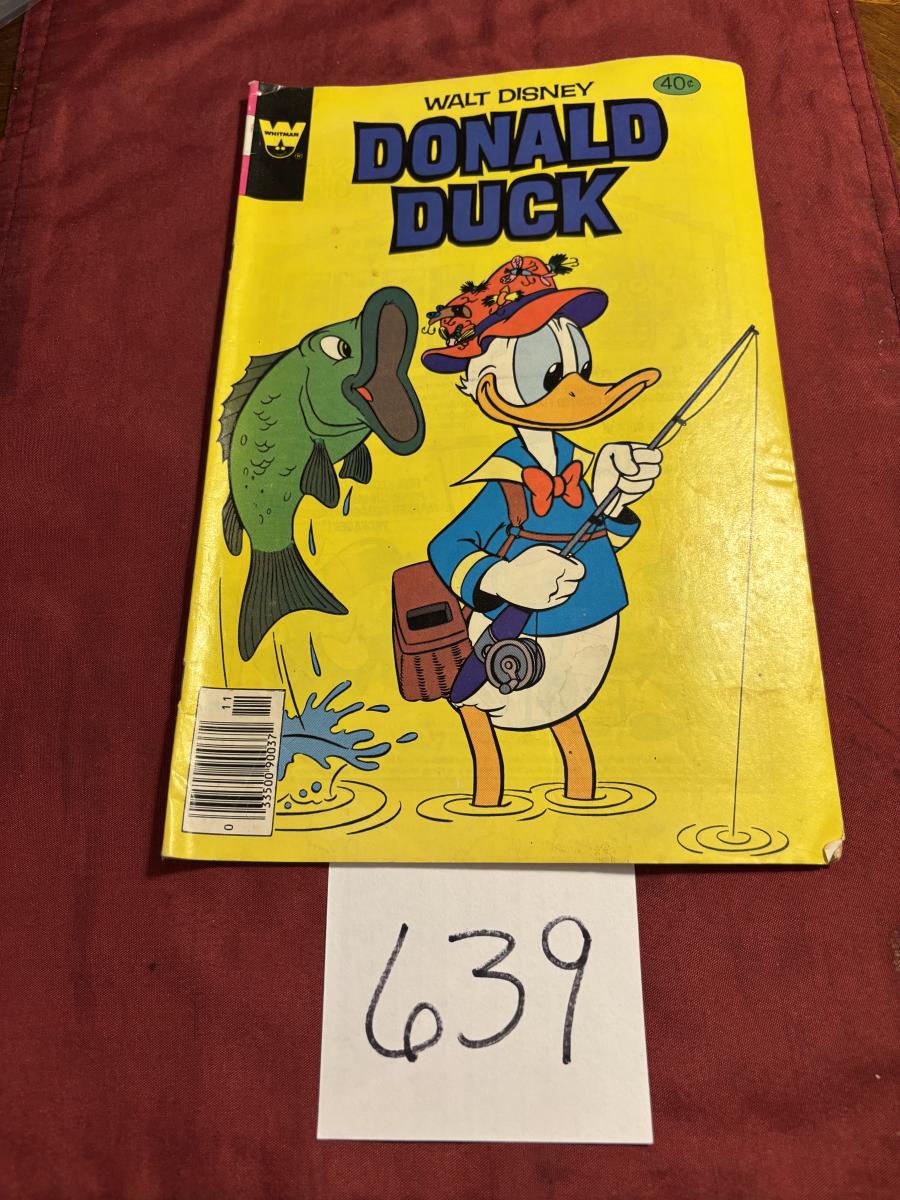 WHITMAN
®
WALT DISNEY
40¢
DONALD
DUCK
11
33500 90037
0
639